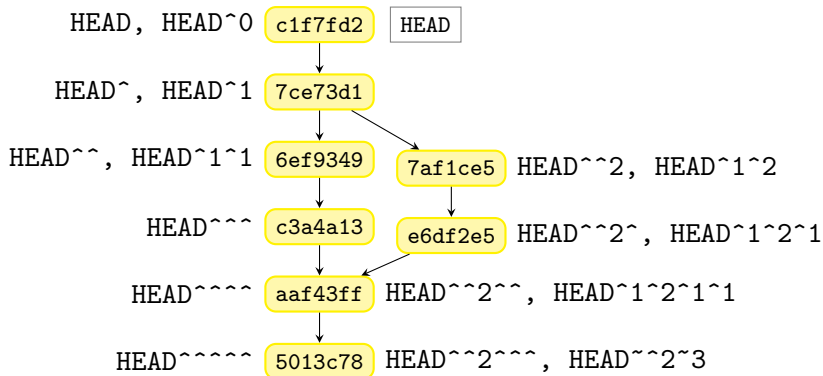 HEAD, HEAD^0 c1f7fd2 HEAD
HEAD^, HEAD^1 7ce73d1
HEAD^^, HEAD^1^1 6ef9349 7af1ce5 HEAD^^2, HEAD^1^2
HEAD^^^ c3a4a13 e6df2e5 HEAD^^2^, HEAD^1^2^1
HEAD^^^^ aaf43ff HEAD^^2^^, HEAD^1^2^1^1
HEAD^^^^^ 5013c78 HEAD^^2^^^, HEAD~^2~3